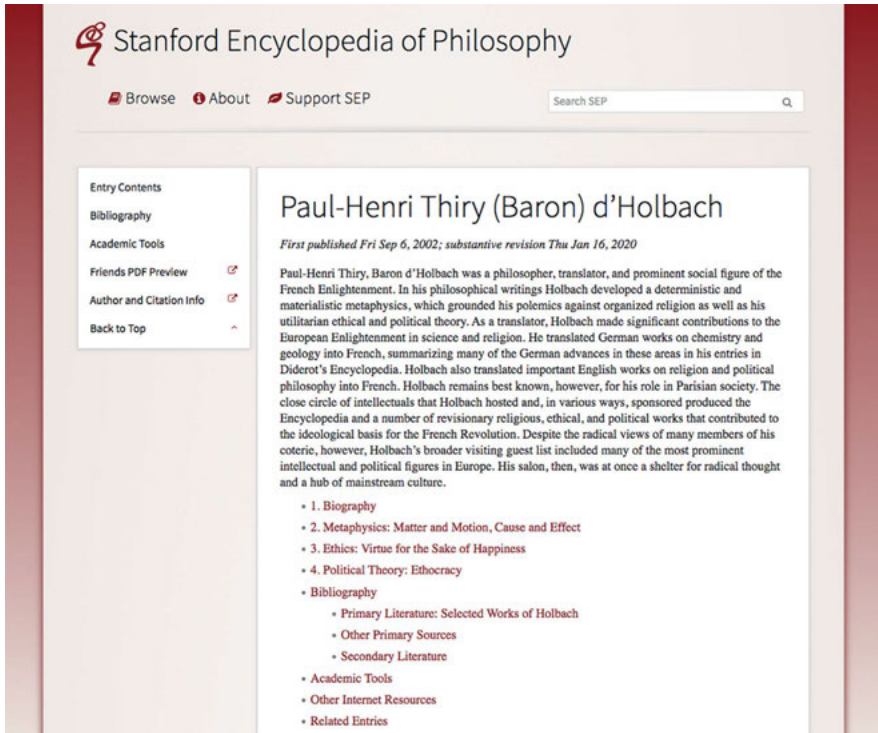 Stanford Encyclopedia of Philosophy
Browse About Support SEP
Search SEP
Entry Contents
Bibliography
Academic Tools
Friends PDF Preview
Author and Citation Info
Back to Top
Paul-Henri Thiry (Baron) d’Holbach
First published Fri Sep 6, 2002; substantive revision Thu Jan 16, 2020
Paul-Henri Thiry, Baron d’Holbach was a philosopher, translator, and prominent social figure of the
French Enlightenment. In his philosophical writings Holbach developed a deterministic and
materialistic metaphysics, which grounded his polemics against organized religion as well as his
utilitarian ethical and political theory. As a translator, Holbach made significant contributions to the
European Enlightenment in science and religion. He translated German works on chemistry and
geology into French, summarizing many of the German advances in these areas in his entries in
Diderot’s Encyclopedia. Holbach also translated important English works on religion and political
philosophy into French. Holbach remains best known, however, for his role in Parisian society. The
close circle of intellectuals that Holbach hosted and, in various ways, sponsored produced the
Encyclopedia and a number of revisionary religious, ethical, and political works that contributed to
the ideological basis for the French Revolution. Despite the radical views of many members of his
coterie, however, Holbach’s broader visiting guest list included many of the most prominent
intellectual and political figures in Europe. His salon, then, was at once a shelter for radical thought
and a hub of mainstream culture.
• 1. Biography
• 2. Metaphysics: Matter and Motion, Cause and Effect
• 3. Ethics: Virtue for the Sake of Happiness
• 4. Political Theory: Ethocracy
• Bibliography
• Primary Literature: Selected Works of Holbach
• Other Primary Sources
• Secondary Literature
• Academic Tools
• Other Internet Resources
• Related Entries